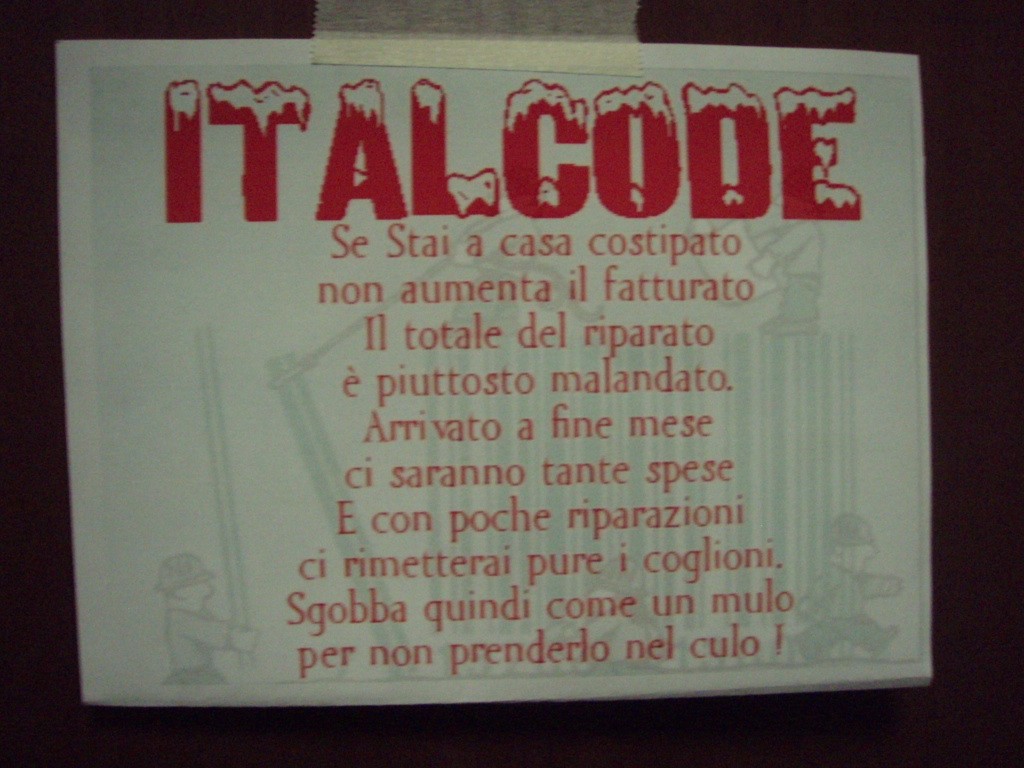 ITALCODE
Se Stai a casa costipato
non aumenta il fatturato
Il totale del riparato
è piuttosto malandato.
Arrivato a fine mese
ci saranno tante spese
E con poche riparazioni
ci rimetterai pure i coglioni.
Sgobba quindi come un mulo
per non prenderlo nel culo !